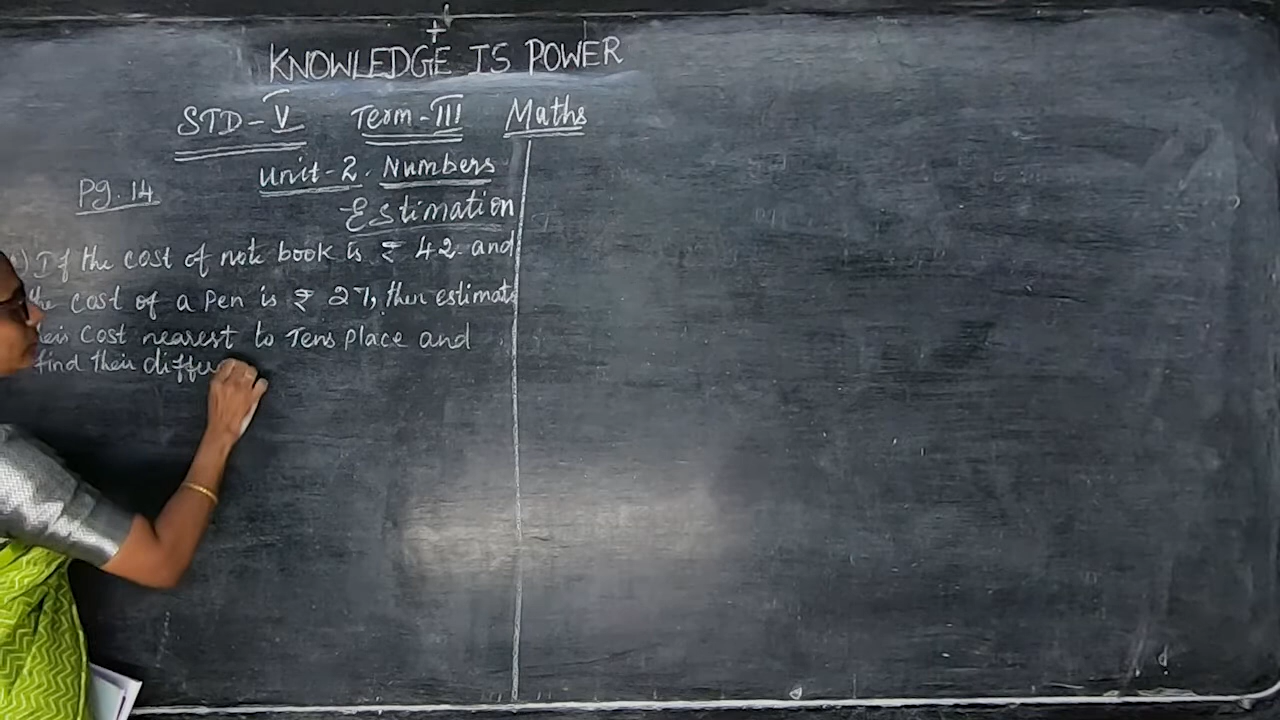 KNOWLEDGE IS POWER
STD-V Term-III Maths
Unit-2. Numbers
Pg. 14
Estimation
) If the cost of note book is ₹ 42 and
the cost of a pen is ₹ 27, then estimate
their cost nearest to Tens place and
find their differ